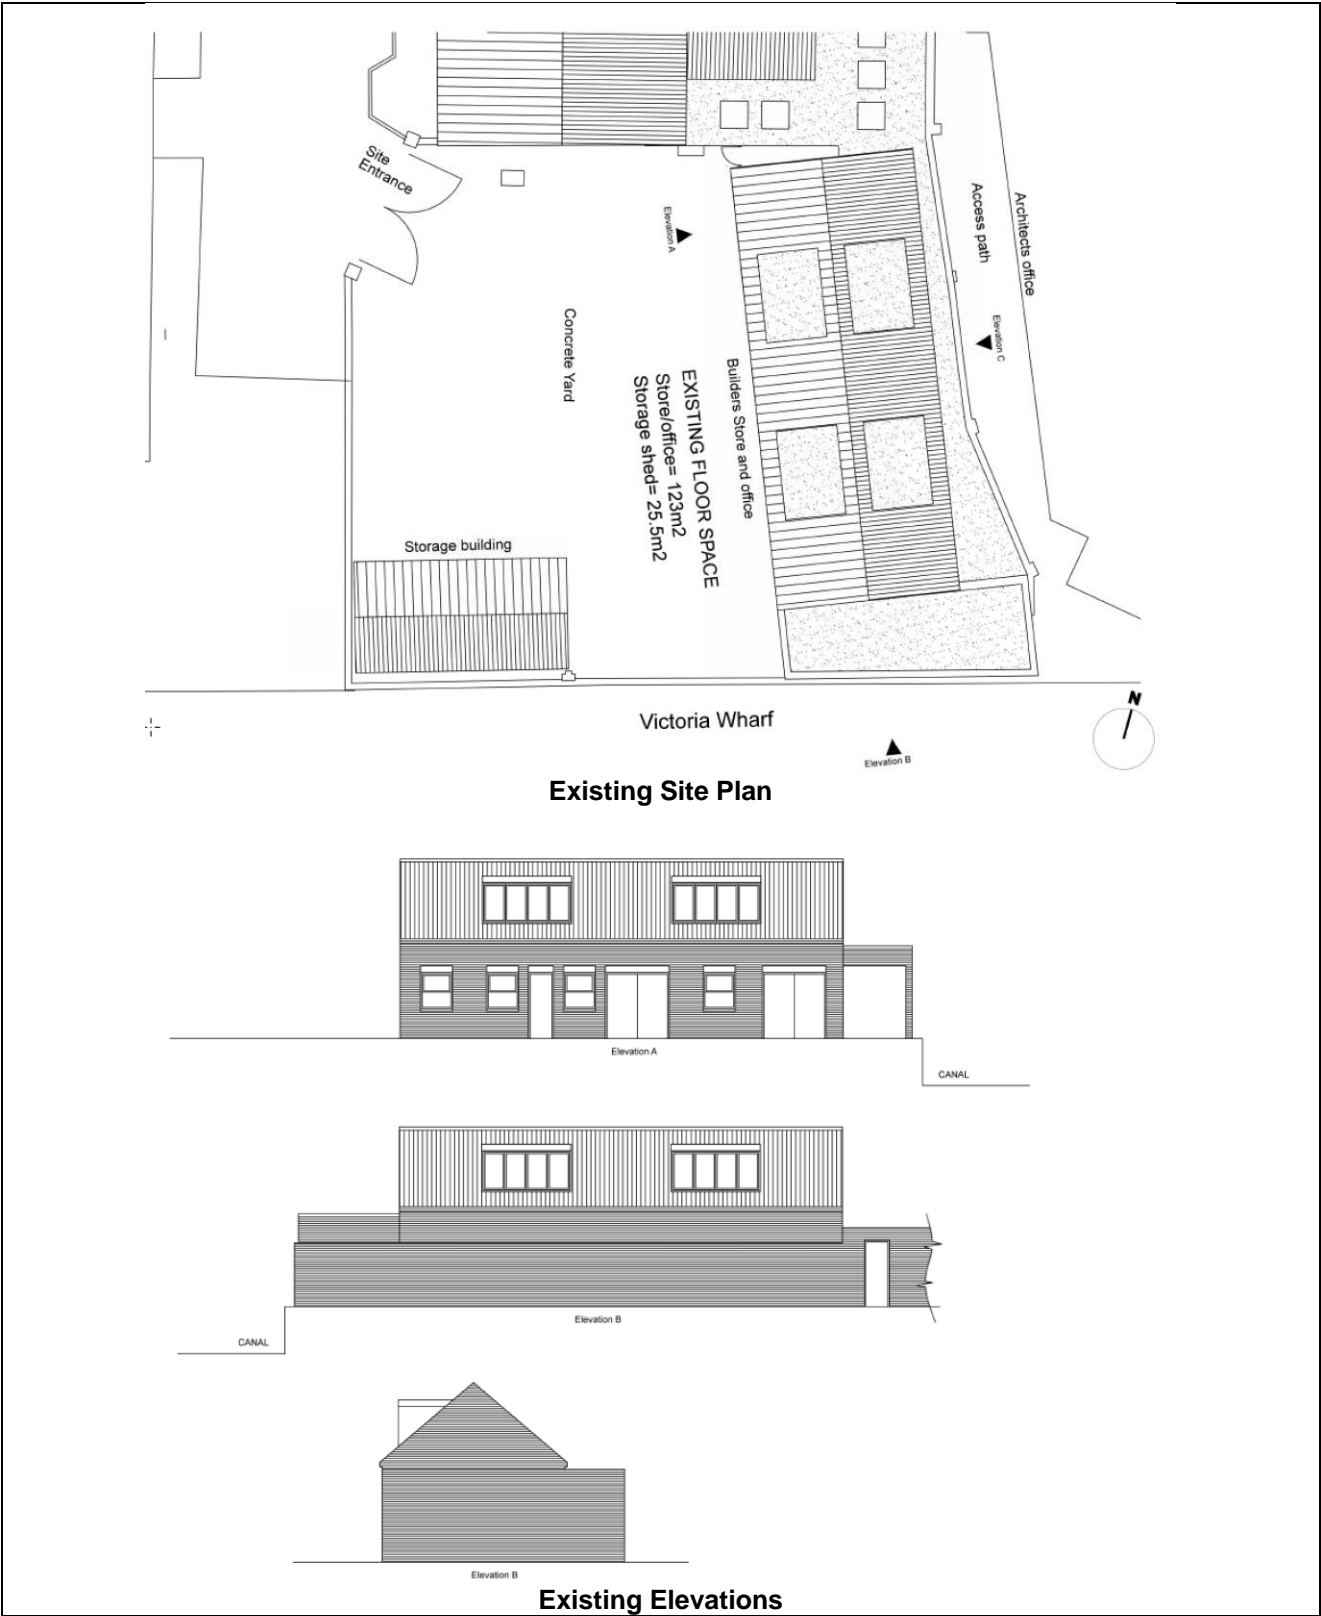 Site
Entrance
Elevation A
Access path
Architects office
Concrete Yard
Elevation C
Builders Store and office
EXISTING FLOOR SPACE
Store/office= 123m2
Storage shed= 25.5m2
Storage building
Victoria Wharf
N
Elevation B
Existing Site Plan
Elevation A
CANAL
Elevation B
CANAL
Elevation B
Existing Elevations